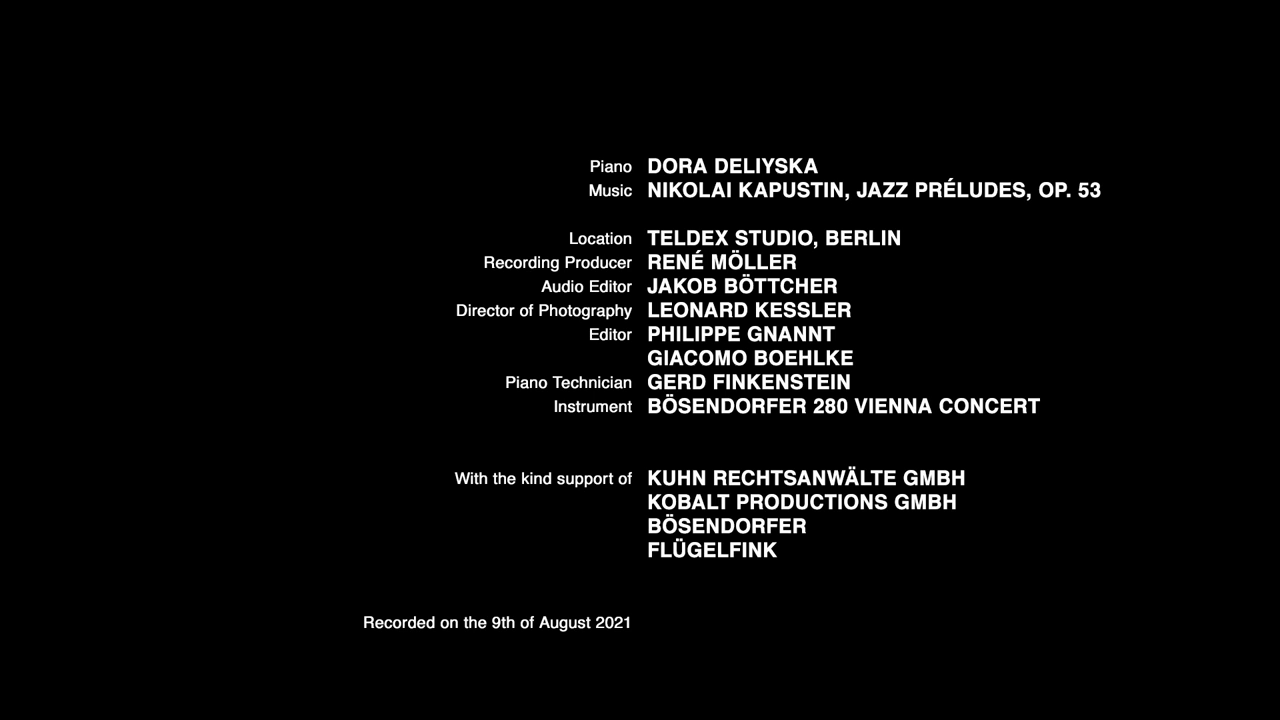 Piano DORA DELIYSKA
Music NIKOLAI KAPUSTIN, JAZZ PRÉLUDES, OP. 53
Location TELDEX STUDIO, BERLIN
Recording Producer RENÉ MÖLLER
Audio Editor JAKOB BÖTTCHER
Director of Photography LEONARD KESSLER
Editor PHILIPPE GNANNT
GIACOMO BOEHLKE
Piano Technician GERD FINKENSTEIN
Instrument BÖSENDORFER 280 VIENNA CONCERT
With the kind support of KUHN RECHTSANWÄLTE GMBH
KOBALT PRODUCTIONS GMBH
BÖSENDORFER
FLÜGELFINK
Recorded on the 9th of August 2021